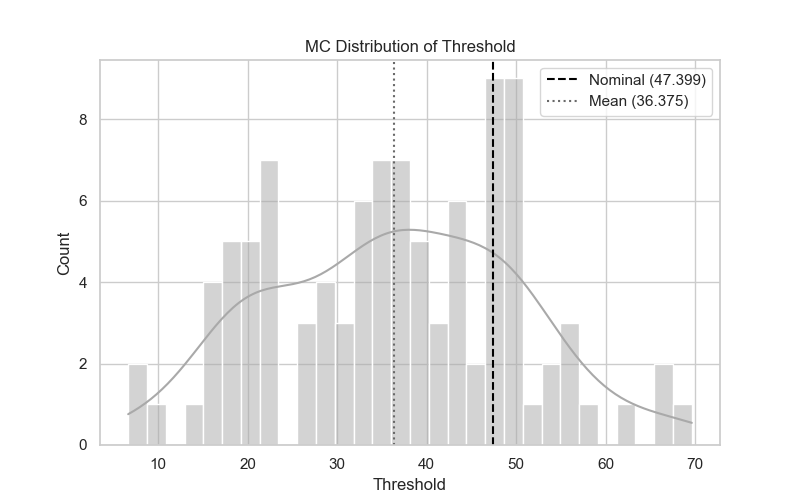 MC Distribution of Threshold
Nominal (47.399)
Mean (36.375)
Count
8
6
4
2
0
10 20 30 40 50 60 70
Threshold